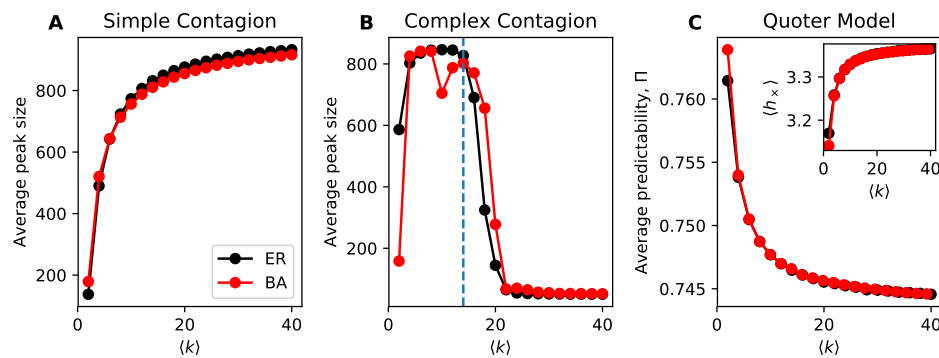 A Simple Contagion
Average peak size
800
600
400
200
0 20 40
⟨k⟩
ER
BA
B Complex Contagion
Average peak size
800
600
400
200
0 20 40
⟨k⟩
C Quoter Model
Average predictability, Π
0.760
0.755
0.750
0.745
0 20 40
⟨k⟩
⟨h×⟩
3.3
3.2
0 20 40
⟨k⟩